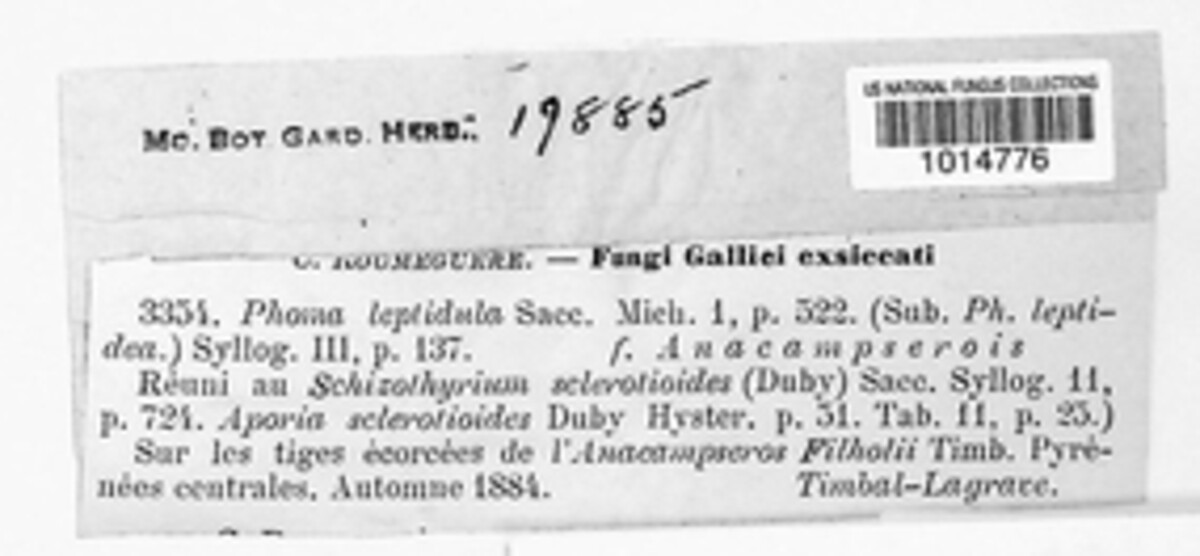 MO. BOT. GARD. HERB. 19885
US NATIONAL FUNGUS COLLECTIONS
1014776
C. ROUMEGUERE. — Fungi Gallici exsiccati
3354. Phoma leptidula Sacc. Mich. 1, p. 522. (Sub. Ph. lepti-
dea.) Syllog. III, p. 137. f. Anacampserois
Réuni au Schizothyrium sclerotioides (Duby) Sacc. Syllog. 11,
p. 724. Aporia sclerotioides Duby Hyster. p. 51. Tab. 11, p. 25.)
Sur les tiges écorcées de l'Anacampseros Filholii Timb. Pyré-
nées centrales. Automne 1884. Timbal-Lagrave.